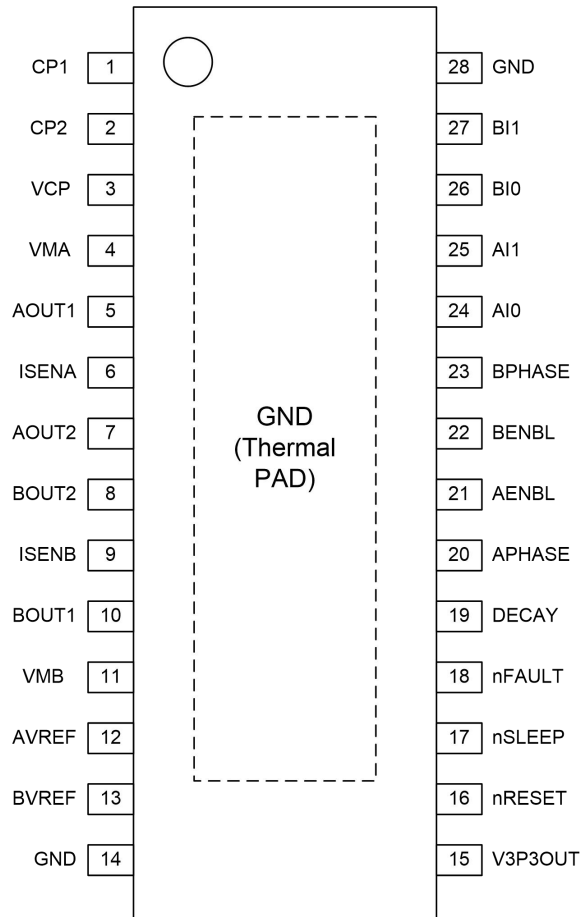 CP1 1 28 GND
CP2 2 27 BI1
VCP 3 26 BI0
VMA 4 25 AI1
AOUT1 5 24 AI0
ISENA 6 23 BPHASE
AOUT2 7 22 BENBL
BOUT2 8 21 AENBL
ISENB 9 20 APHASE
BOUT1 10 19 DECAY
VMB 11 18 nFAULT
AVREF 12 17 nSLEEP
BVREF 13 16 nRESET
GND 14 15 V3P3OUT
GND
(Thermal
PAD)